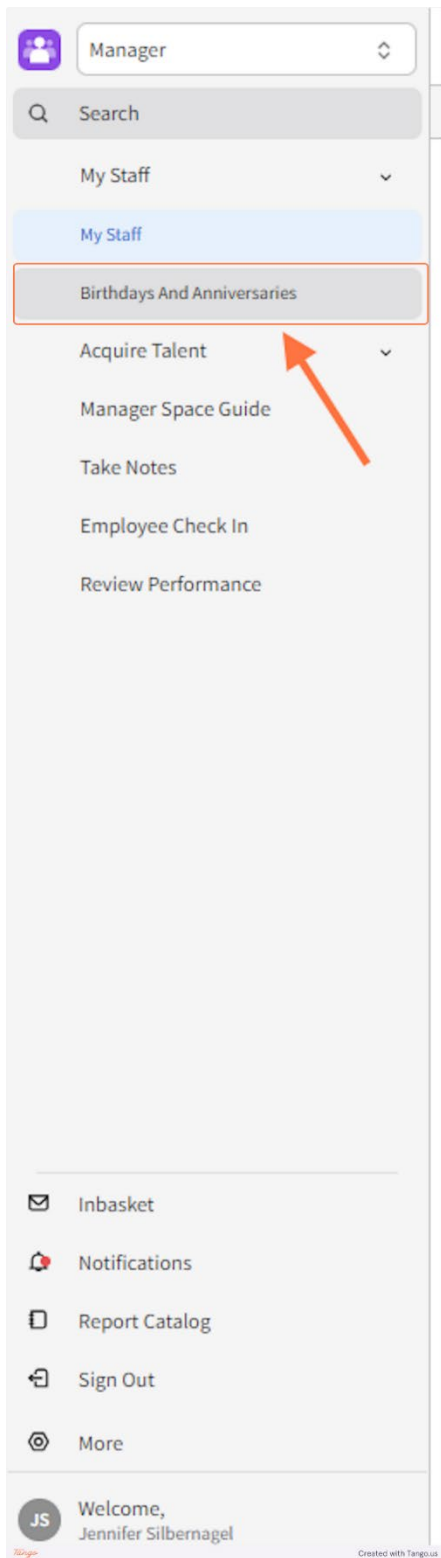 Manager
Search
My Staff
My Staff
Birthdays And Anniversaries
Acquire Talent
Manager Space Guide
Take Notes
Employee Check In
Review Performance
Inbasket
Notifications
Report Catalog
Sign Out
More
JS
Welcome,
Jennifer Silbernagel
Tango
Created with Tango.us